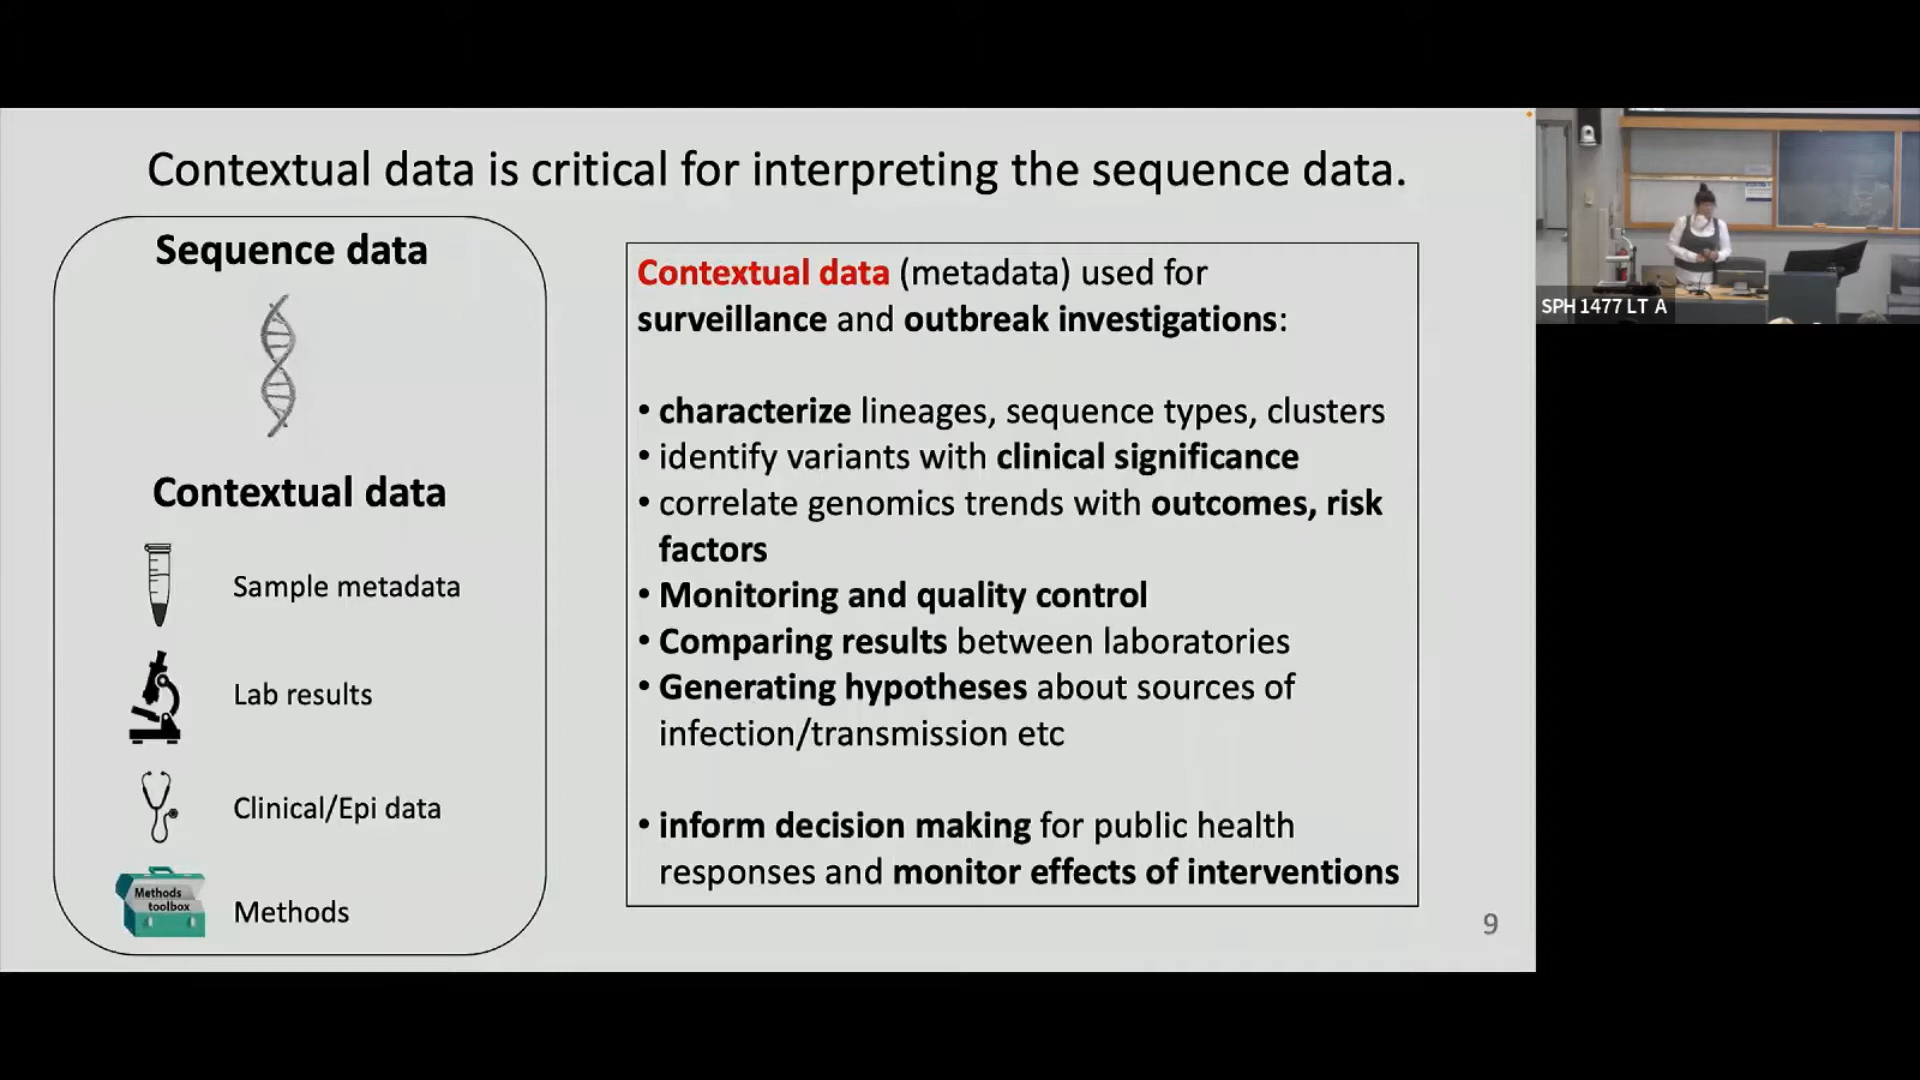 Contextual data is critical for interpreting the sequence data.
Sequence data
Contextual data
Sample metadata
Lab results
Clinical/Epi data
Methods
toolbox
Methods
Contextual data (metadata) used for
surveillance and outbreak investigations:
• characterize lineages, sequence types, clusters
• identify variants with clinical significance
• correlate genomics trends with outcomes, risk
factors
• Monitoring and quality control
• Comparing results between laboratories
• Generating hypotheses about sources of
infection/transmission etc
• inform decision making for public health
responses and monitor effects of interventions
9
SPH 1477 LT A